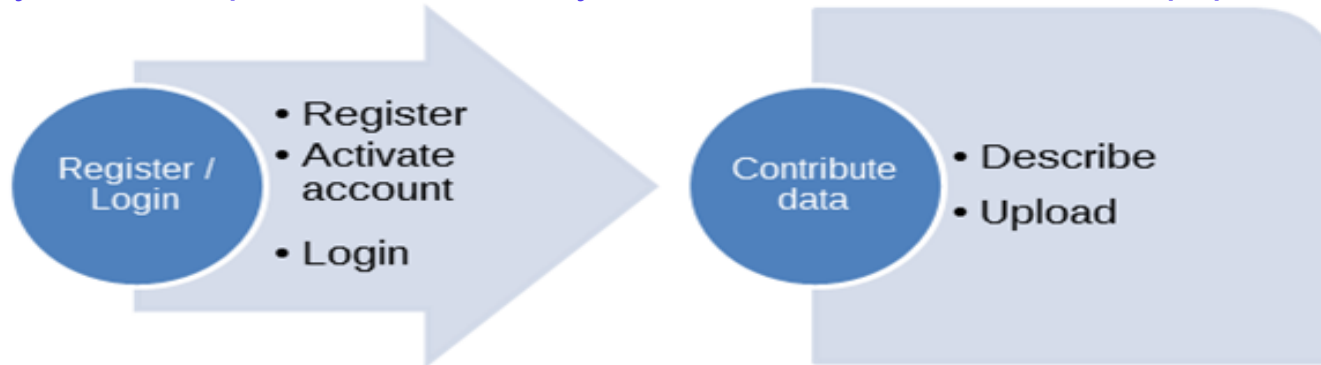 Register /
Login
• Register
• Activate
account
• Login
Contribute
data
• Describe
• Upload